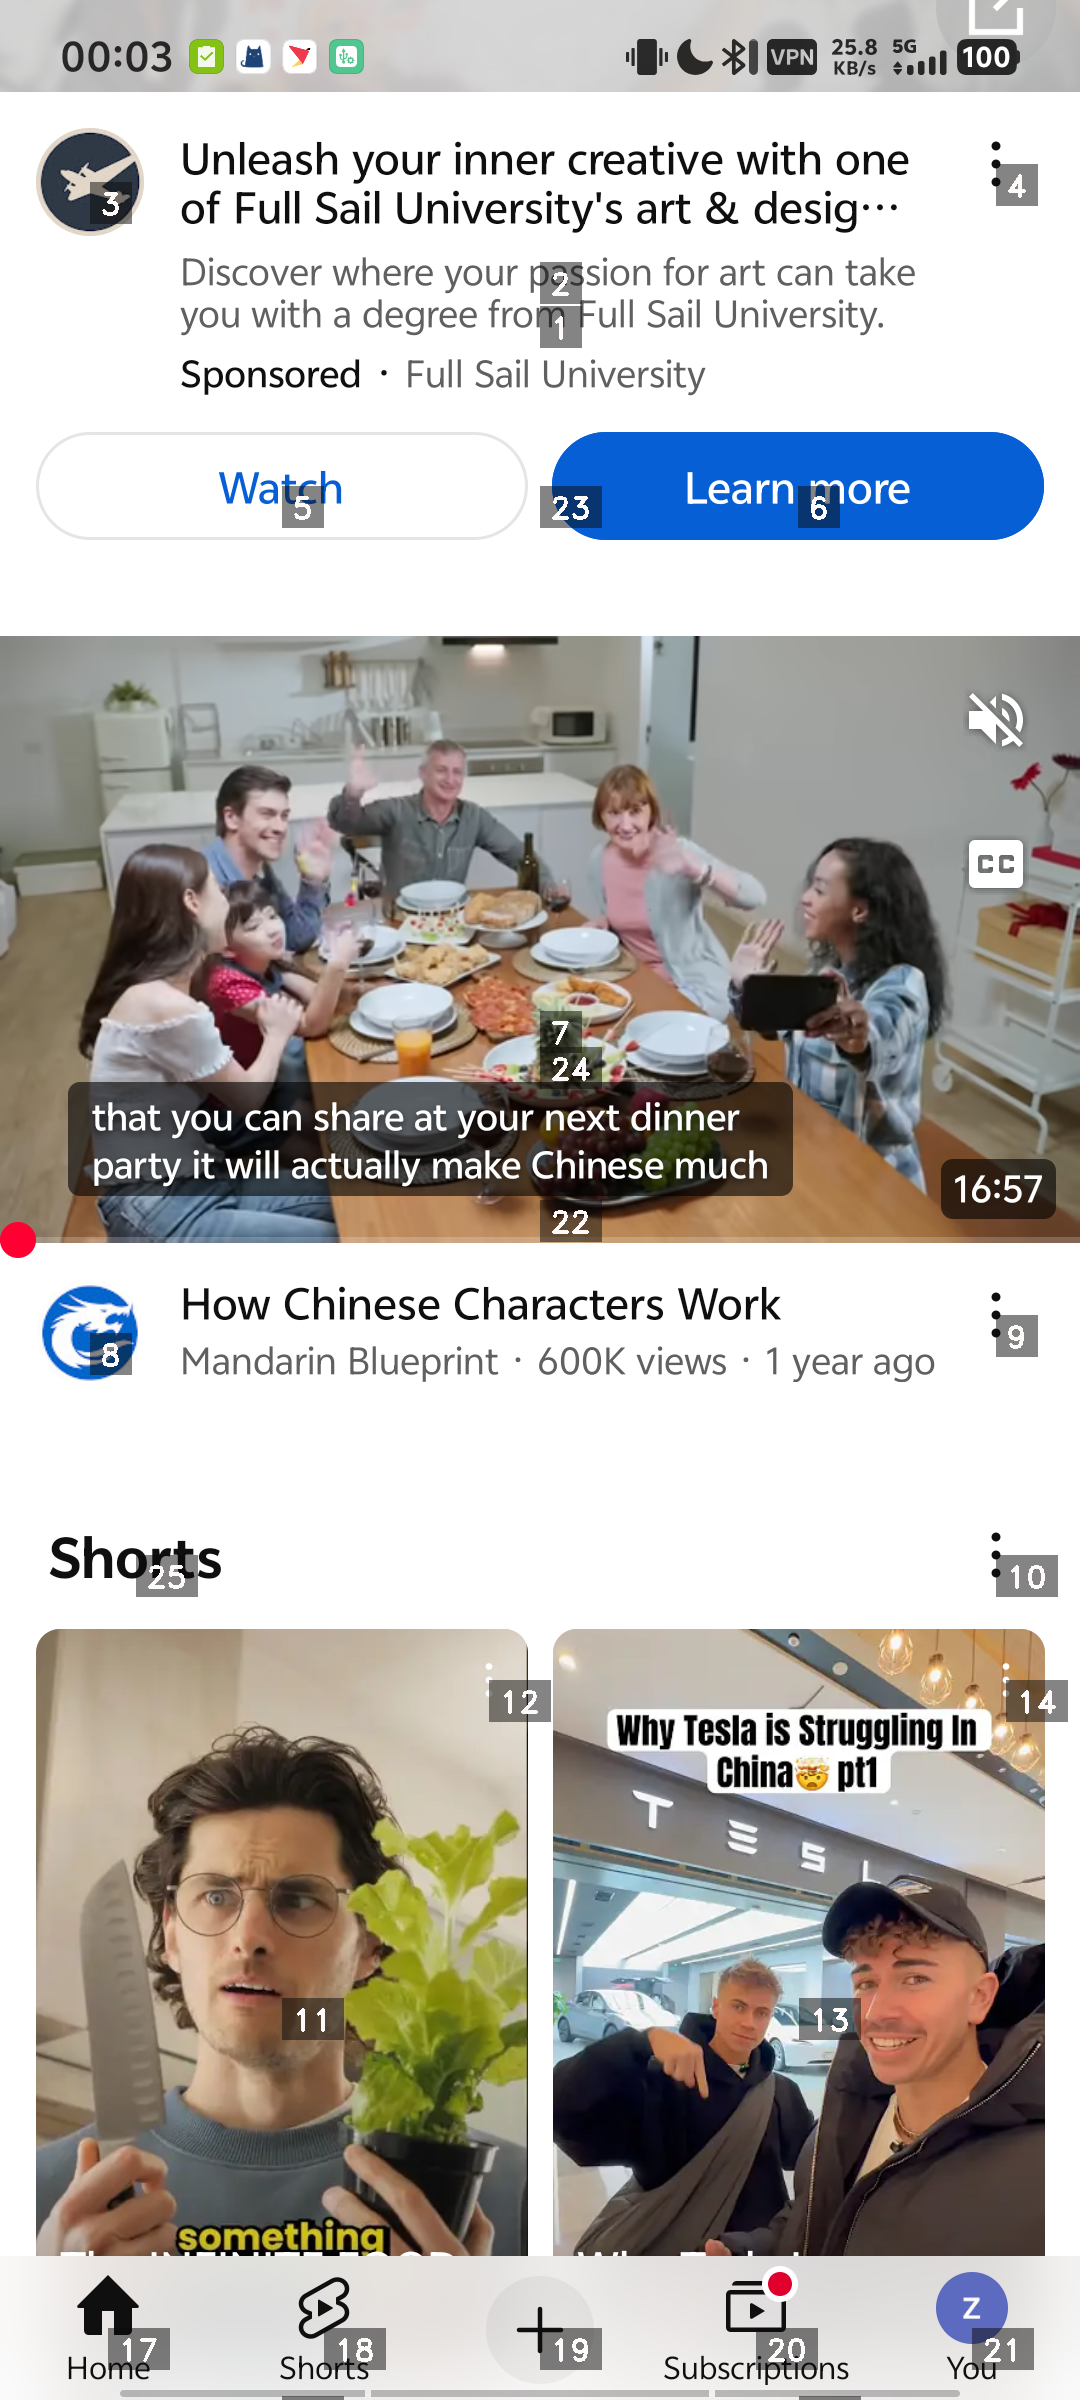 00:03
VPN
25.8
KB/s
5G
100
Unleash your inner creative with one
of Full Sail University's art & desig…
3
4
Discover where your passion for art can take
2
you with a degree from Full Sail University.
1
Sponsored · Full Sail University
Watch
5
23
Learn more
6
CC
7
24
that you can share at your next dinner
party it will actually make Chinese much
16:57
22
How Chinese Characters Work
8
9
Mandarin Blueprint · 600K views · 1 year ago
Shorts
25
10
12
14
Why Tesla is Struggling In
China🤯 pt1
TESL
11
13
something
Z
17
18
19
20
21
Home
Shorts
Subscriptions
You